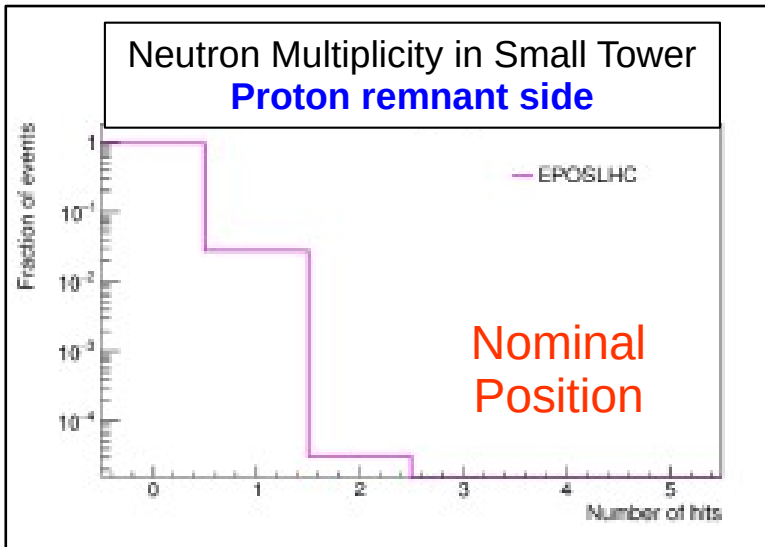 Neutron Multiplicity in Small Tower
Proton remnant side
Fraction of events
1
10⁻¹
10⁻²
10⁻³
10⁻⁴
EPOSLHC
Nominal
Position
0 1 2 3 4 5
Number of hits